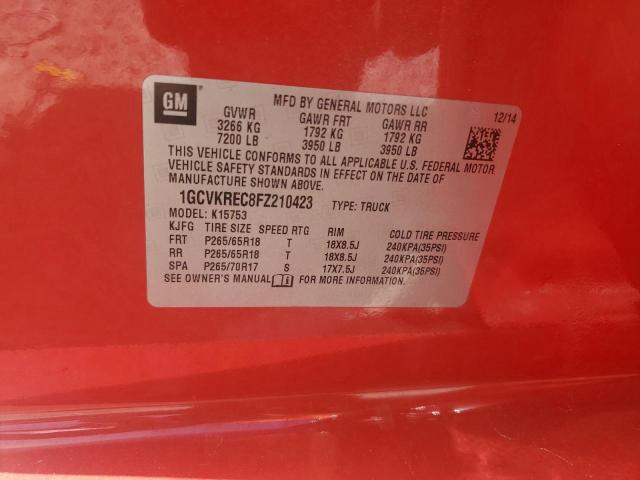 GM
MFD BY GENERAL MOTORS LLC
12/14
GVWR GAWR FRT GAWR RR
3266 KG 1792 KG 1792 KG
7200 LB 3950 LB 3950 LB
THIS VEHICLE CONFORMS TO ALL APPLICABLE U.S. FEDERAL MOTOR
VEHICLE SAFETY STANDARDS IN EFFECT ON THE DATE OF
MANUFACTURE SHOWN ABOVE.
1GCVKREC8FZ210423 TYPE: TRUCK
MODEL: K15753
KJFG TIRE SIZE SPEED RTG RIM COLD TIRE PRESSURE
FRT P265/65R18 T 18X8.5J 240KPA(35PSI)
RR P265/65R18 T 18X8.5J 240KPA(35PSI)
SPA P265/70R17 S 17X7.5J 240KPA(35PSI)
SEE OWNER'S MANUAL FOR MORE INFORMATION.